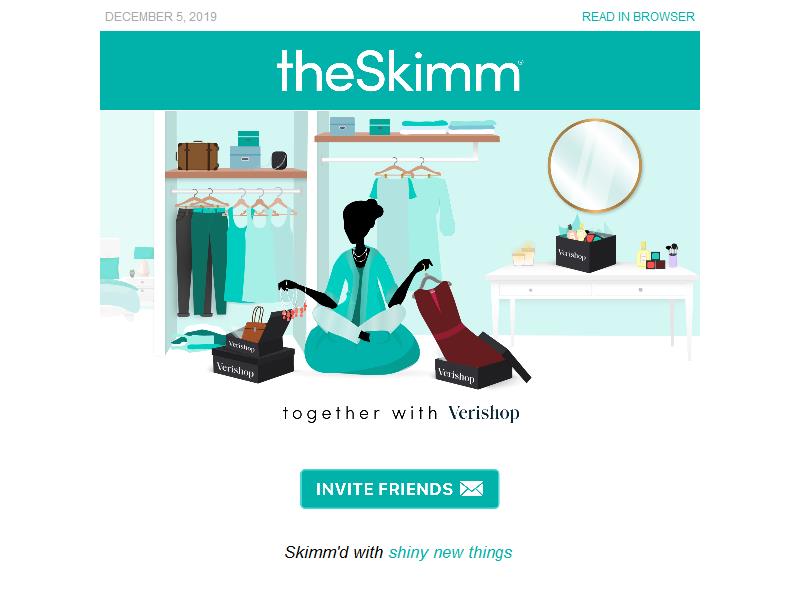 DECEMBER 5, 2019
READ IN BROWSER
theSkimm®
Verishop
Verishop
Verishop
Verishop
together with Verishop
INVITE FRIENDS
Skimm'd with shiny new things